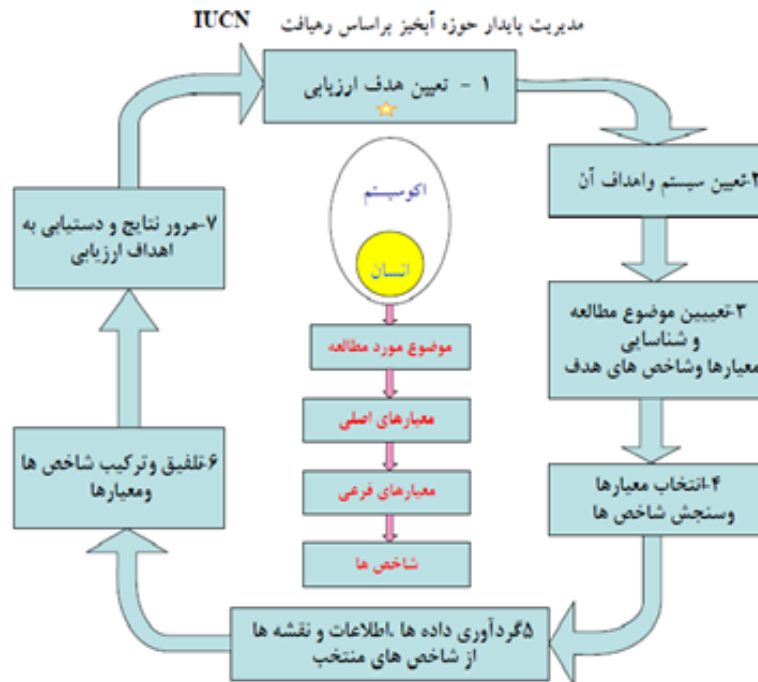 مدیریت پایدار حوزه آبخیز براساس رهیافت IUCN
۱ - تعیین هدف ارزیابی
۲-تعیین سیستم واهداف آن
۳-تعییین موضوع مطالعه
و شناسایی
معیارها وشاخص های هدف
۴-انتخاب معیارها
وسنجش شاخص ها
۵گردآوری داده ها ،اطلاعات و نقشه ها
از شاخص های منتخب
۶-تلفیق وترکیب شاخص ها
ومعیارها
۷-مرور نتایج و دستیابی به
اهداف ارزیابی
اکوسیستم
انسان
موضوع مورد مطالعه
معیارهای اصلی
معیارهای فرعی
شاخص ها